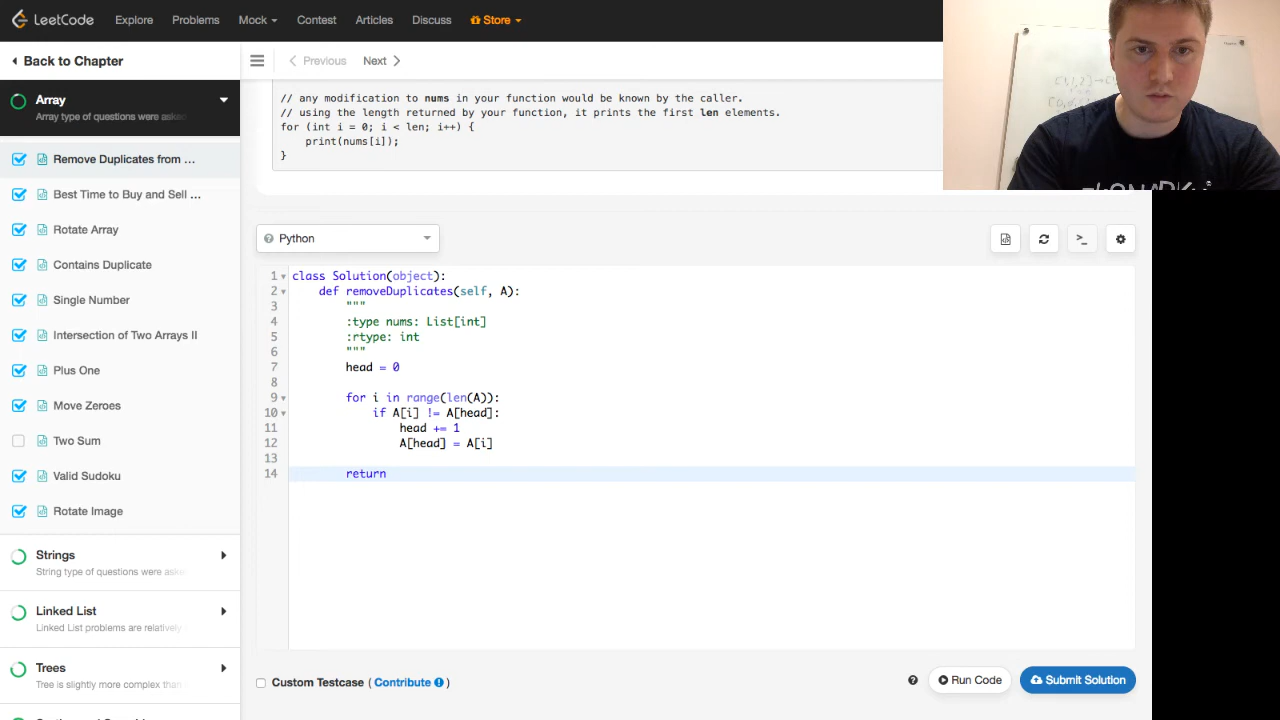 LeetCode Explore Problems Mock Contest Articles Discuss Store
Back to Chapter
Array
Array type of questions were aske
Remove Duplicates from ...
Best Time to Buy and Sell ...
Rotate Array
Contains Duplicate
Single Number
Intersection of Two Arrays II
Plus One
Move Zeroes
Two Sum
Valid Sudoku
Rotate Image
Strings
String type of questions were aske
Linked List
Linked List problems are relatively
Trees
Tree is slightly more complex than
Previous Next
// any modification to nums in your function would be known by the caller.
// using the length returned by your function, it prints the first len elements.
for (int i = 0; i < len; i++) {
    print(nums[i]);
}
Python
1 class Solution(object):
2     def removeDuplicates(self, A):
3         """
4         :type nums: List[int]
5         :rtype: int
6         """
7         head = 0
8
9         for i in range(len(A)):
10             if A[i] != A[head]:
11                 head += 1
12                 A[head] = A[i]
13
14         return
Custom Testcase ( Contribute )
Run Code
Submit Solution